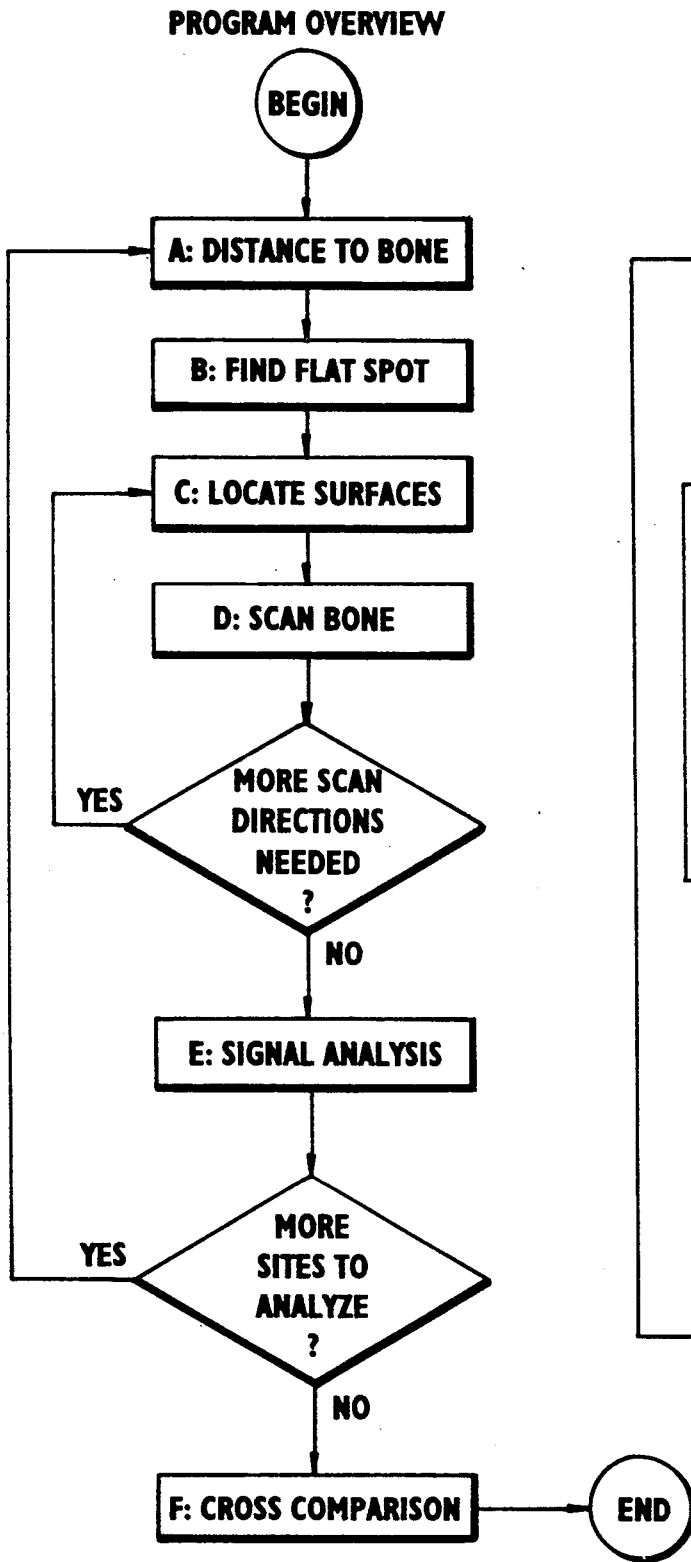 PROGRAM OVERVIEW
BEGIN
A: DISTANCE TO BONE
B: FIND FLAT SPOT
C: LOCATE SURFACES
D: SCAN BONE
MORE SCAN
DIRECTIONS
NEEDED
?
YES
NO
E: SIGNAL ANALYSIS
MORE
SITES TO
ANALYZE
?
YES
NO
F: CROSS COMPARISON
END